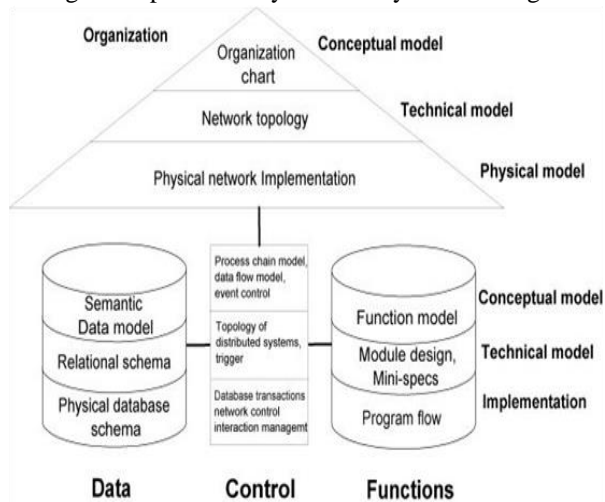 Organization
Conceptual model
Organization
chart
Technical model
Network topology
Physical model
Physical network Implementation
Process chain model,
data flow model,
event control
Semantic
Data model
Conceptual model
Function model
Topology of
distributed systems,
trigger
Relational schema
Technical model
Module design,
Mini-specs
Physical database
schema
Database transactions
network control
interaction managemt
Implementation
Program flow
Data
Control
Functions